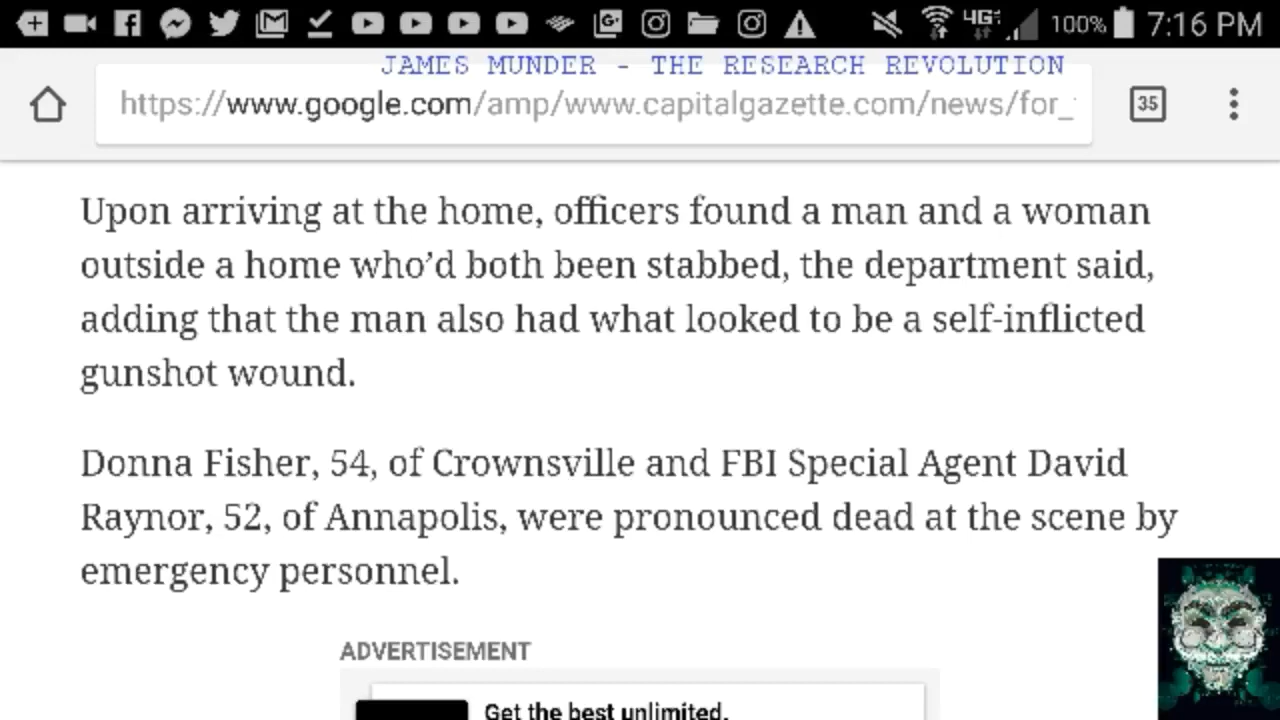 100% 7:16 PM
4G
JAMES MUNDER - THE RESEARCH REVOLUTION
https://www.google.com/amp/www.capitalgazette.com/news/for_
35
Upon arriving at the home, officers found a man and a woman
outside a home who’d both been stabbed, the department said,
adding that the man also had what looked to be a self-inflicted
gunshot wound.
Donna Fisher, 54, of Crownsville and FBI Special Agent David
Raynor, 52, of Annapolis, were pronounced dead at the scene by
emergency personnel.
ADVERTISEMENT
Get the best unlimited.